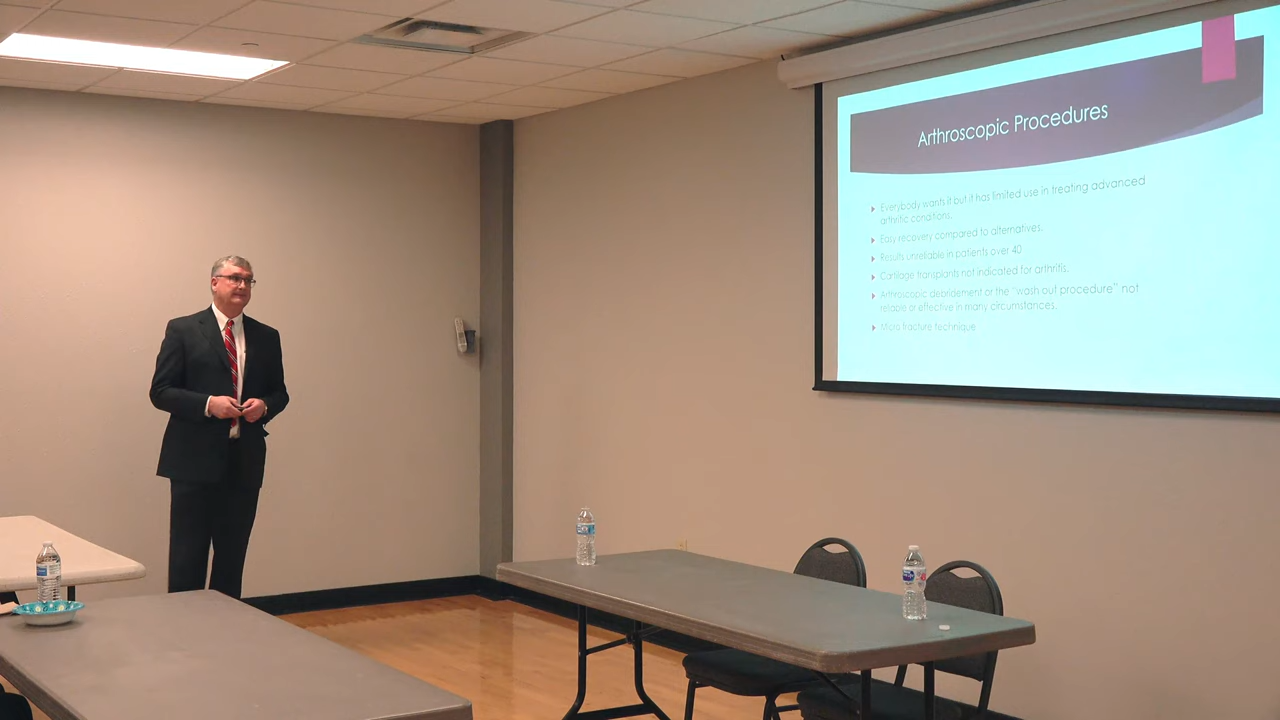 Arthroscopic Procedures
Everybody wants it but it has limited use in treating advanced
arthritic conditions.
Easy recovery compared to alternatives.
Results unreliable in patients over 40
Cartilage transplants not indicated for arthritis.
Arthroscopic debridement or the "wash out procedure" not
reliable or effective in many circumstances.
Micro fracture technique